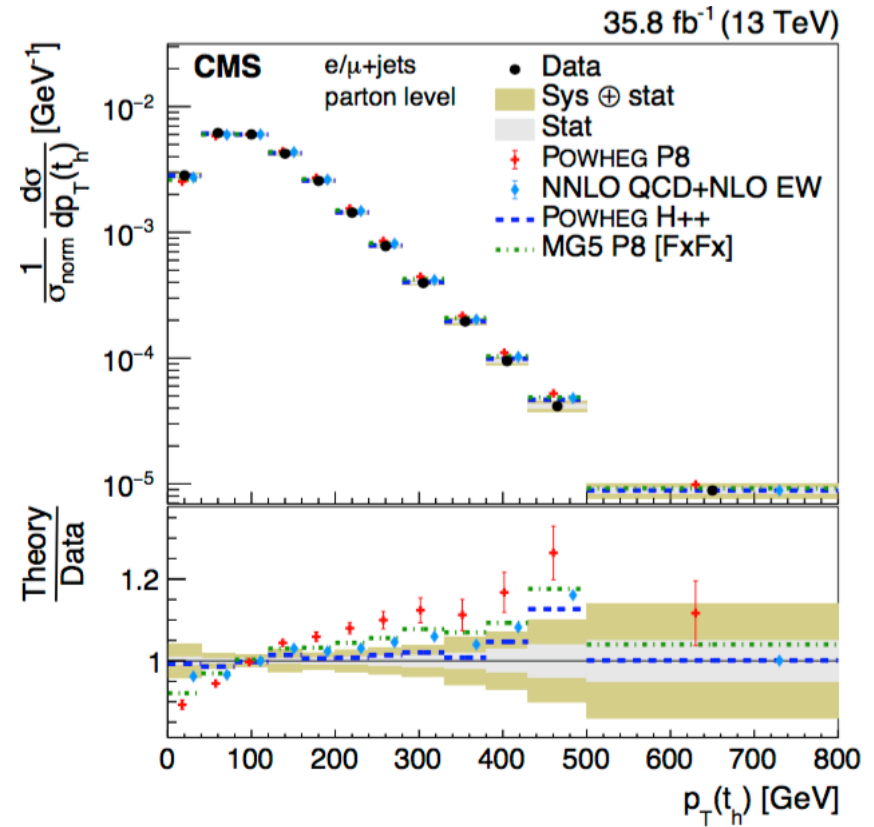 35.8 fb⁻¹ (13 TeV)
CMS
e/μ+jets
parton level
Data
Sys ⊕ stat
Stat
POWHEG P8
NNLO QCD+NLO EW
POWHEG H++
MG5 P8 [FxFx]
1/σnorm dσ/dpT(th) [GeV⁻¹]
10⁻²
10⁻³
10⁻⁴
10⁻⁵
Theory/Data
1.2
1
0 100 200 300 400 500 600 700 800
pT(th) [GeV]